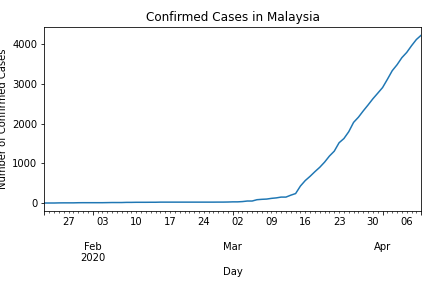 Confirmed Cases in Malaysia
Number of Confirmed Cases
4000
3000
2000
1000
0
27 03 10 17 24 02 09 16 23 30 06
Feb Mar Apr
2020
Day